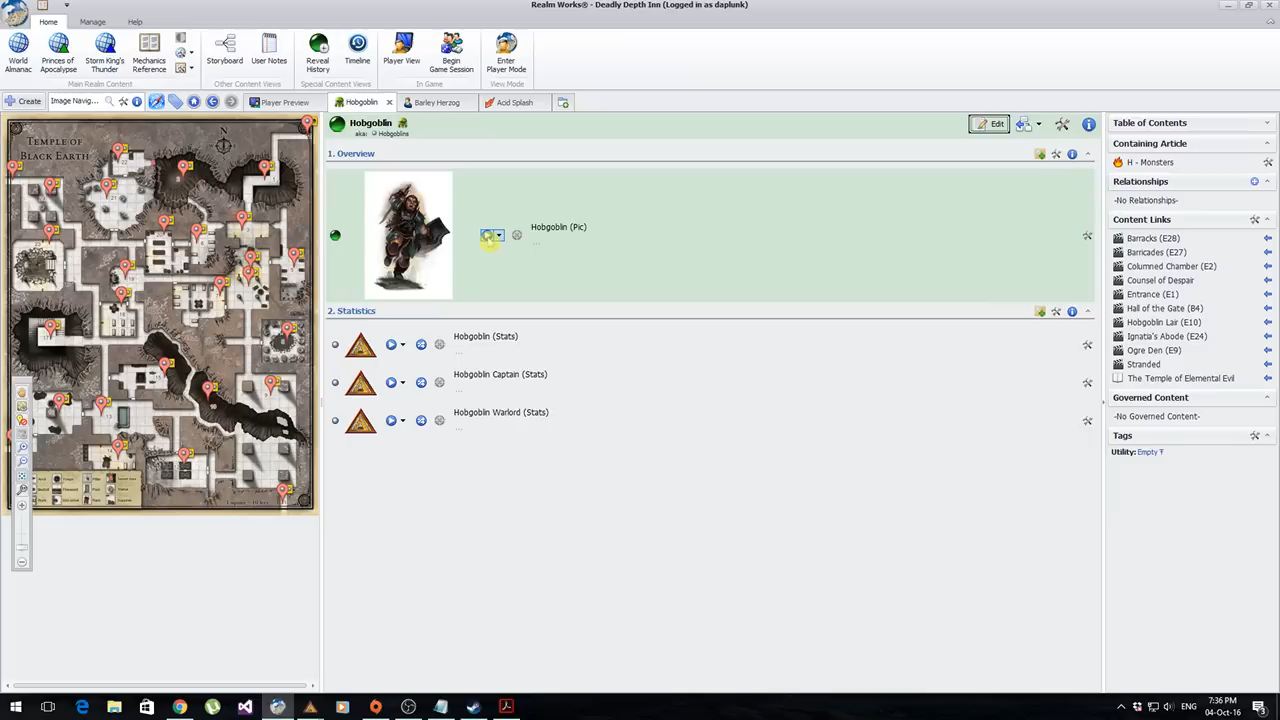 Realm Works® - Deadly Depth Inn (Logged in as daplunk)
Home
Manage
Help
World Almanac
Princes of Apocalypse
Storm King's Thunder
Mechanics Reference
Storyboard
User Notes
Reveal History
Timeline
Player View
Begin Game Session
Enter Player Mode
Main Realm Content
Other Content Views
Special Content Views
In Game
View Mode
Create
Image Navig...
Player Preview
Hobgoblin
Barley Herzog
Acid Splash
TEMPLE OF
BLACK EARTH
N
Hobgoblin
aka: Hobgoblins
Edit
1. Overview
Hobgoblin (Pic)
...
2. Statistics
Hobgoblin (Stats)
...
Hobgoblin Captain (Stats)
...
Hobgoblin Warlord (Stats)
...
Table of Contents
Containing Article
H - Monsters
Relationships
-No Relationships-
Content Links
Barracks (E28)
Barricades (E27)
Columned Chamber (E2)
Counsel of Despair
Entrance (E1)
Hall of the Gate (B4)
Hobgoblin Lair (E10)
Ignatia's Abode (E24)
Ogre Den (E9)
Stranded
The Temple of Elemental Evil
Governed Content
-No Governed Content-
Tags
Utility: Empty
7:36 PM
04-Oct-16